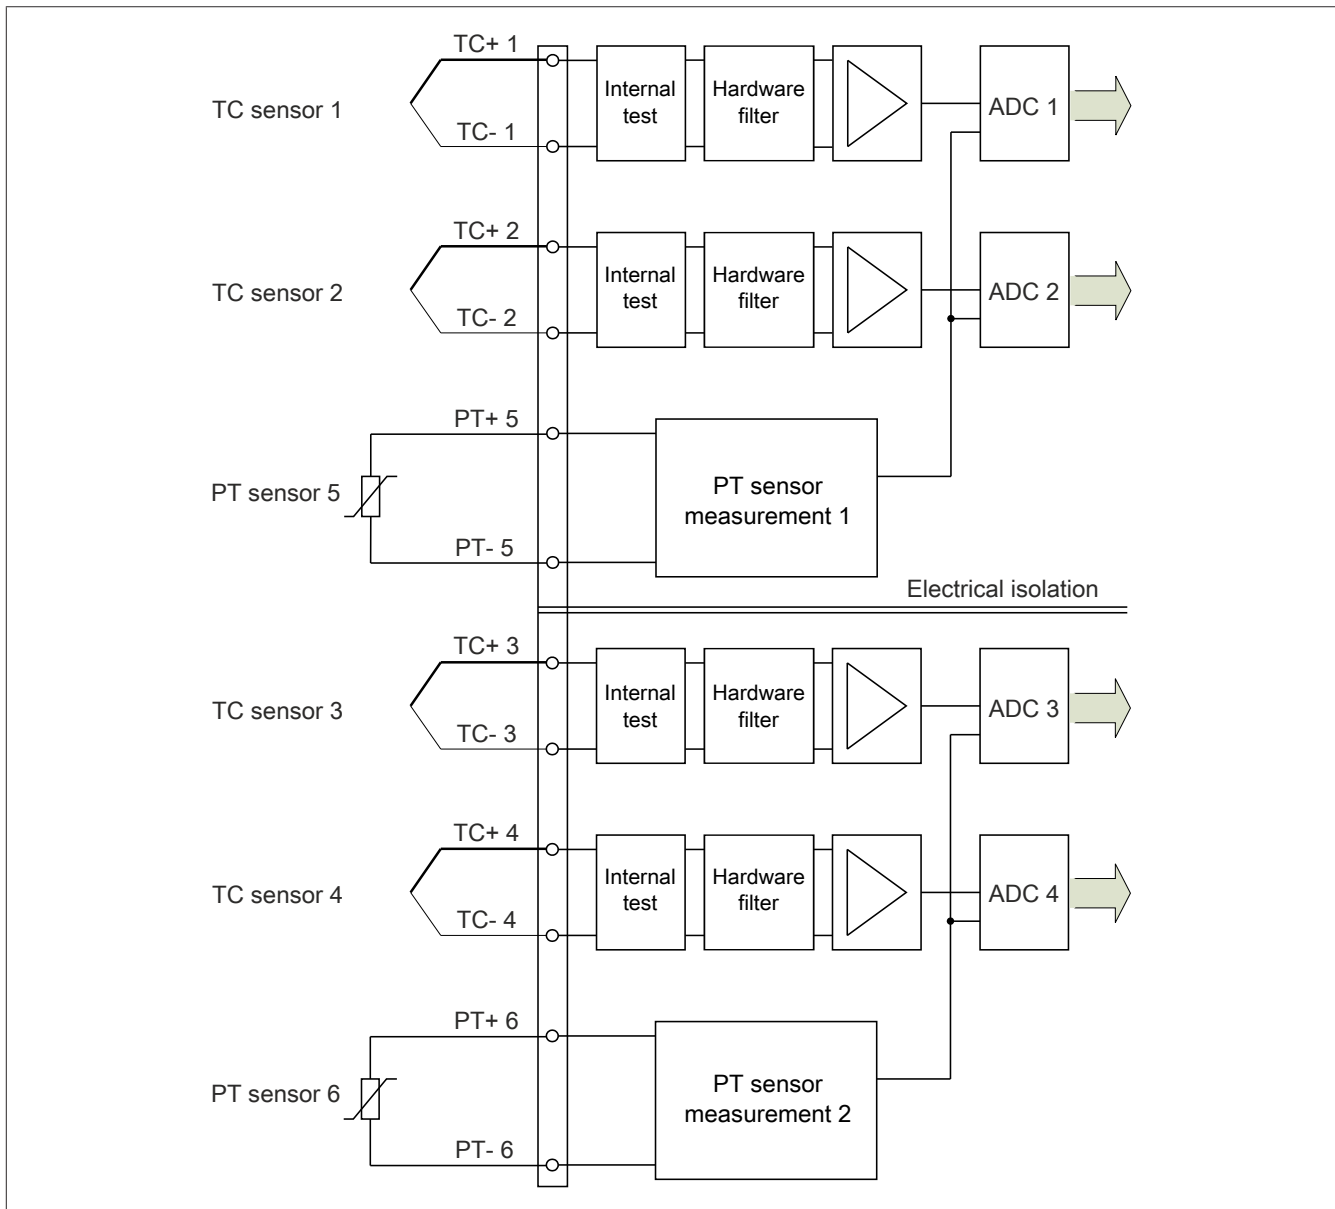 TC+ 1
TC sensor 1
TC- 1
Internal
test
Hardware
filter
ADC 1
TC+ 2
TC sensor 2
TC- 2
Internal
test
Hardware
filter
ADC 2
PT+ 5
PT sensor 5
PT- 5
PT sensor
measurement 1
Electrical isolation
TC+ 3
TC sensor 3
TC- 3
Internal
test
Hardware
filter
ADC 3
TC+ 4
TC sensor 4
TC- 4
Internal
test
Hardware
filter
ADC 4
PT+ 6
PT sensor 6
PT- 6
PT sensor
measurement 2